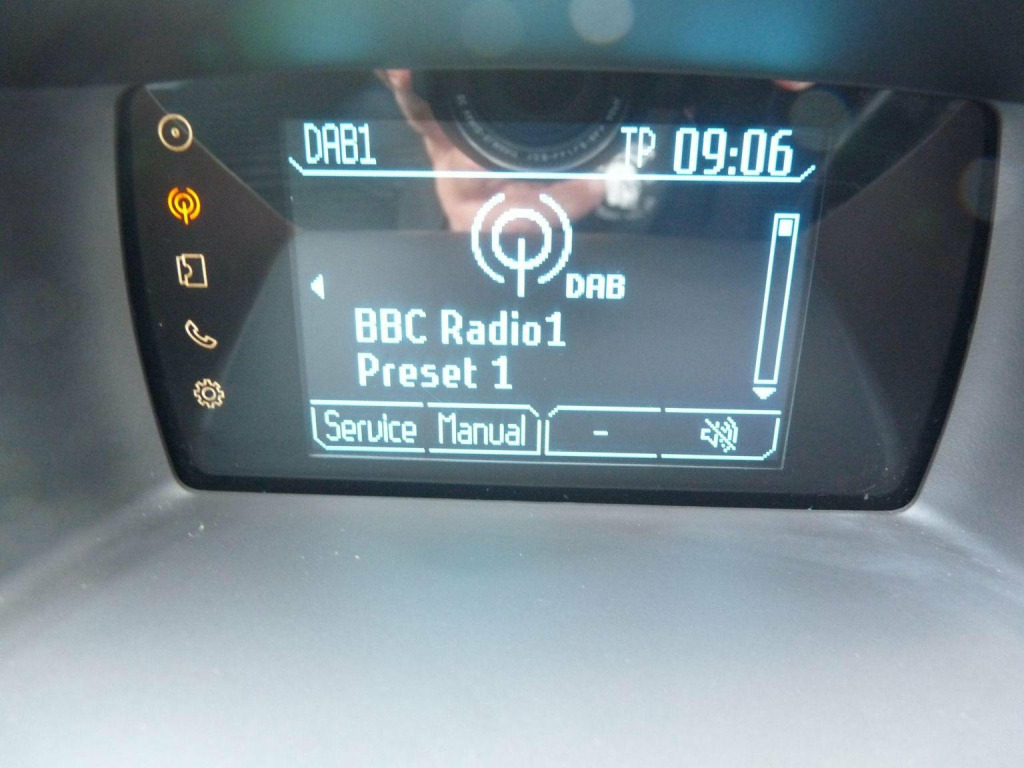 DAB1 TP 09:06
DAB
BBC Radio1
Preset 1
Service Manual -